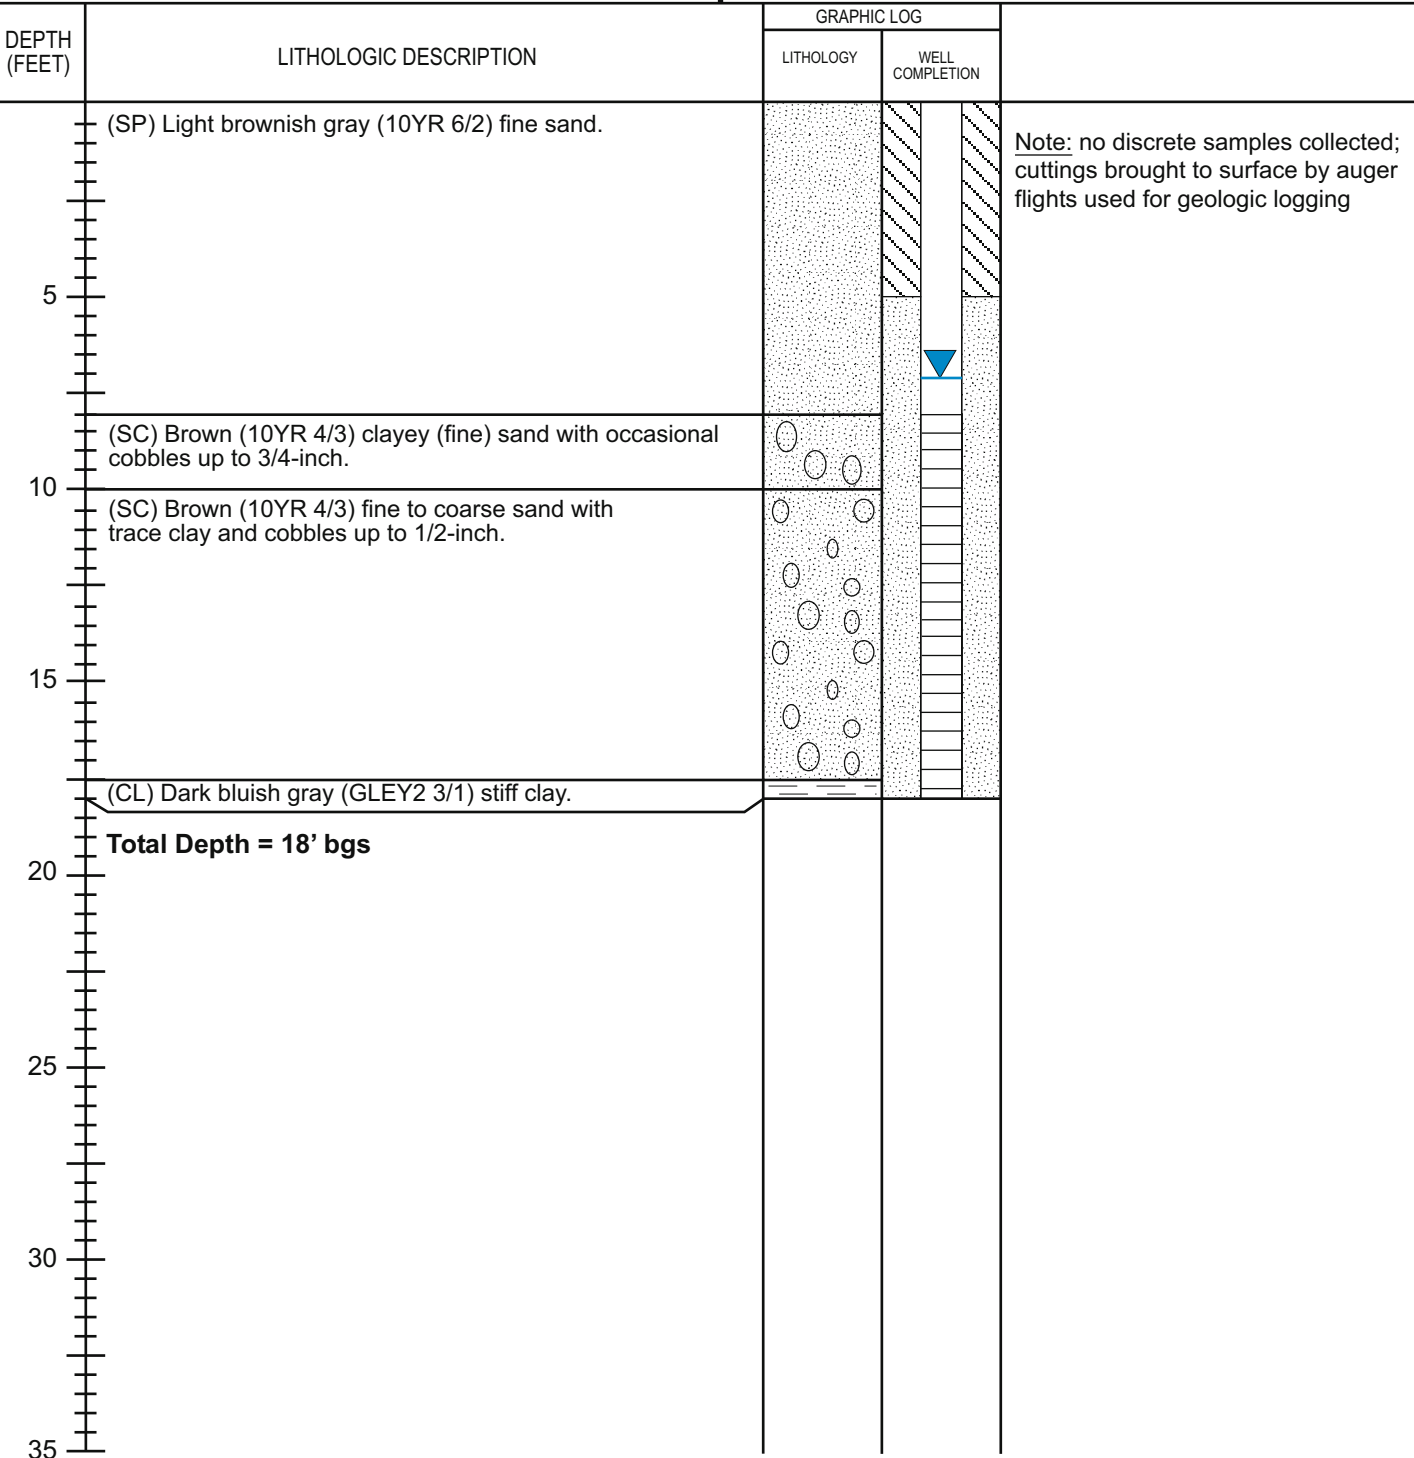 DEPTH
(FEET)
LITHOLOGIC DESCRIPTION
GRAPHIC LOG
LITHOLOGY
WELL
COMPLETION
(SP) Light brownish gray (10YR 6/2) fine sand.
Note: no discrete samples collected;
cuttings brought to surface by auger
flights used for geologic logging
5
(SC) Brown (10YR 4/3) clayey (fine) sand with occasional
cobbles up to 3/4-inch.
10
(SC) Brown (10YR 4/3) fine to coarse sand with
trace clay and cobbles up to 1/2-inch.
15
(CL) Dark bluish gray (GLEY2 3/1) stiff clay.
Total Depth = 18’ bgs
20
25
30
35